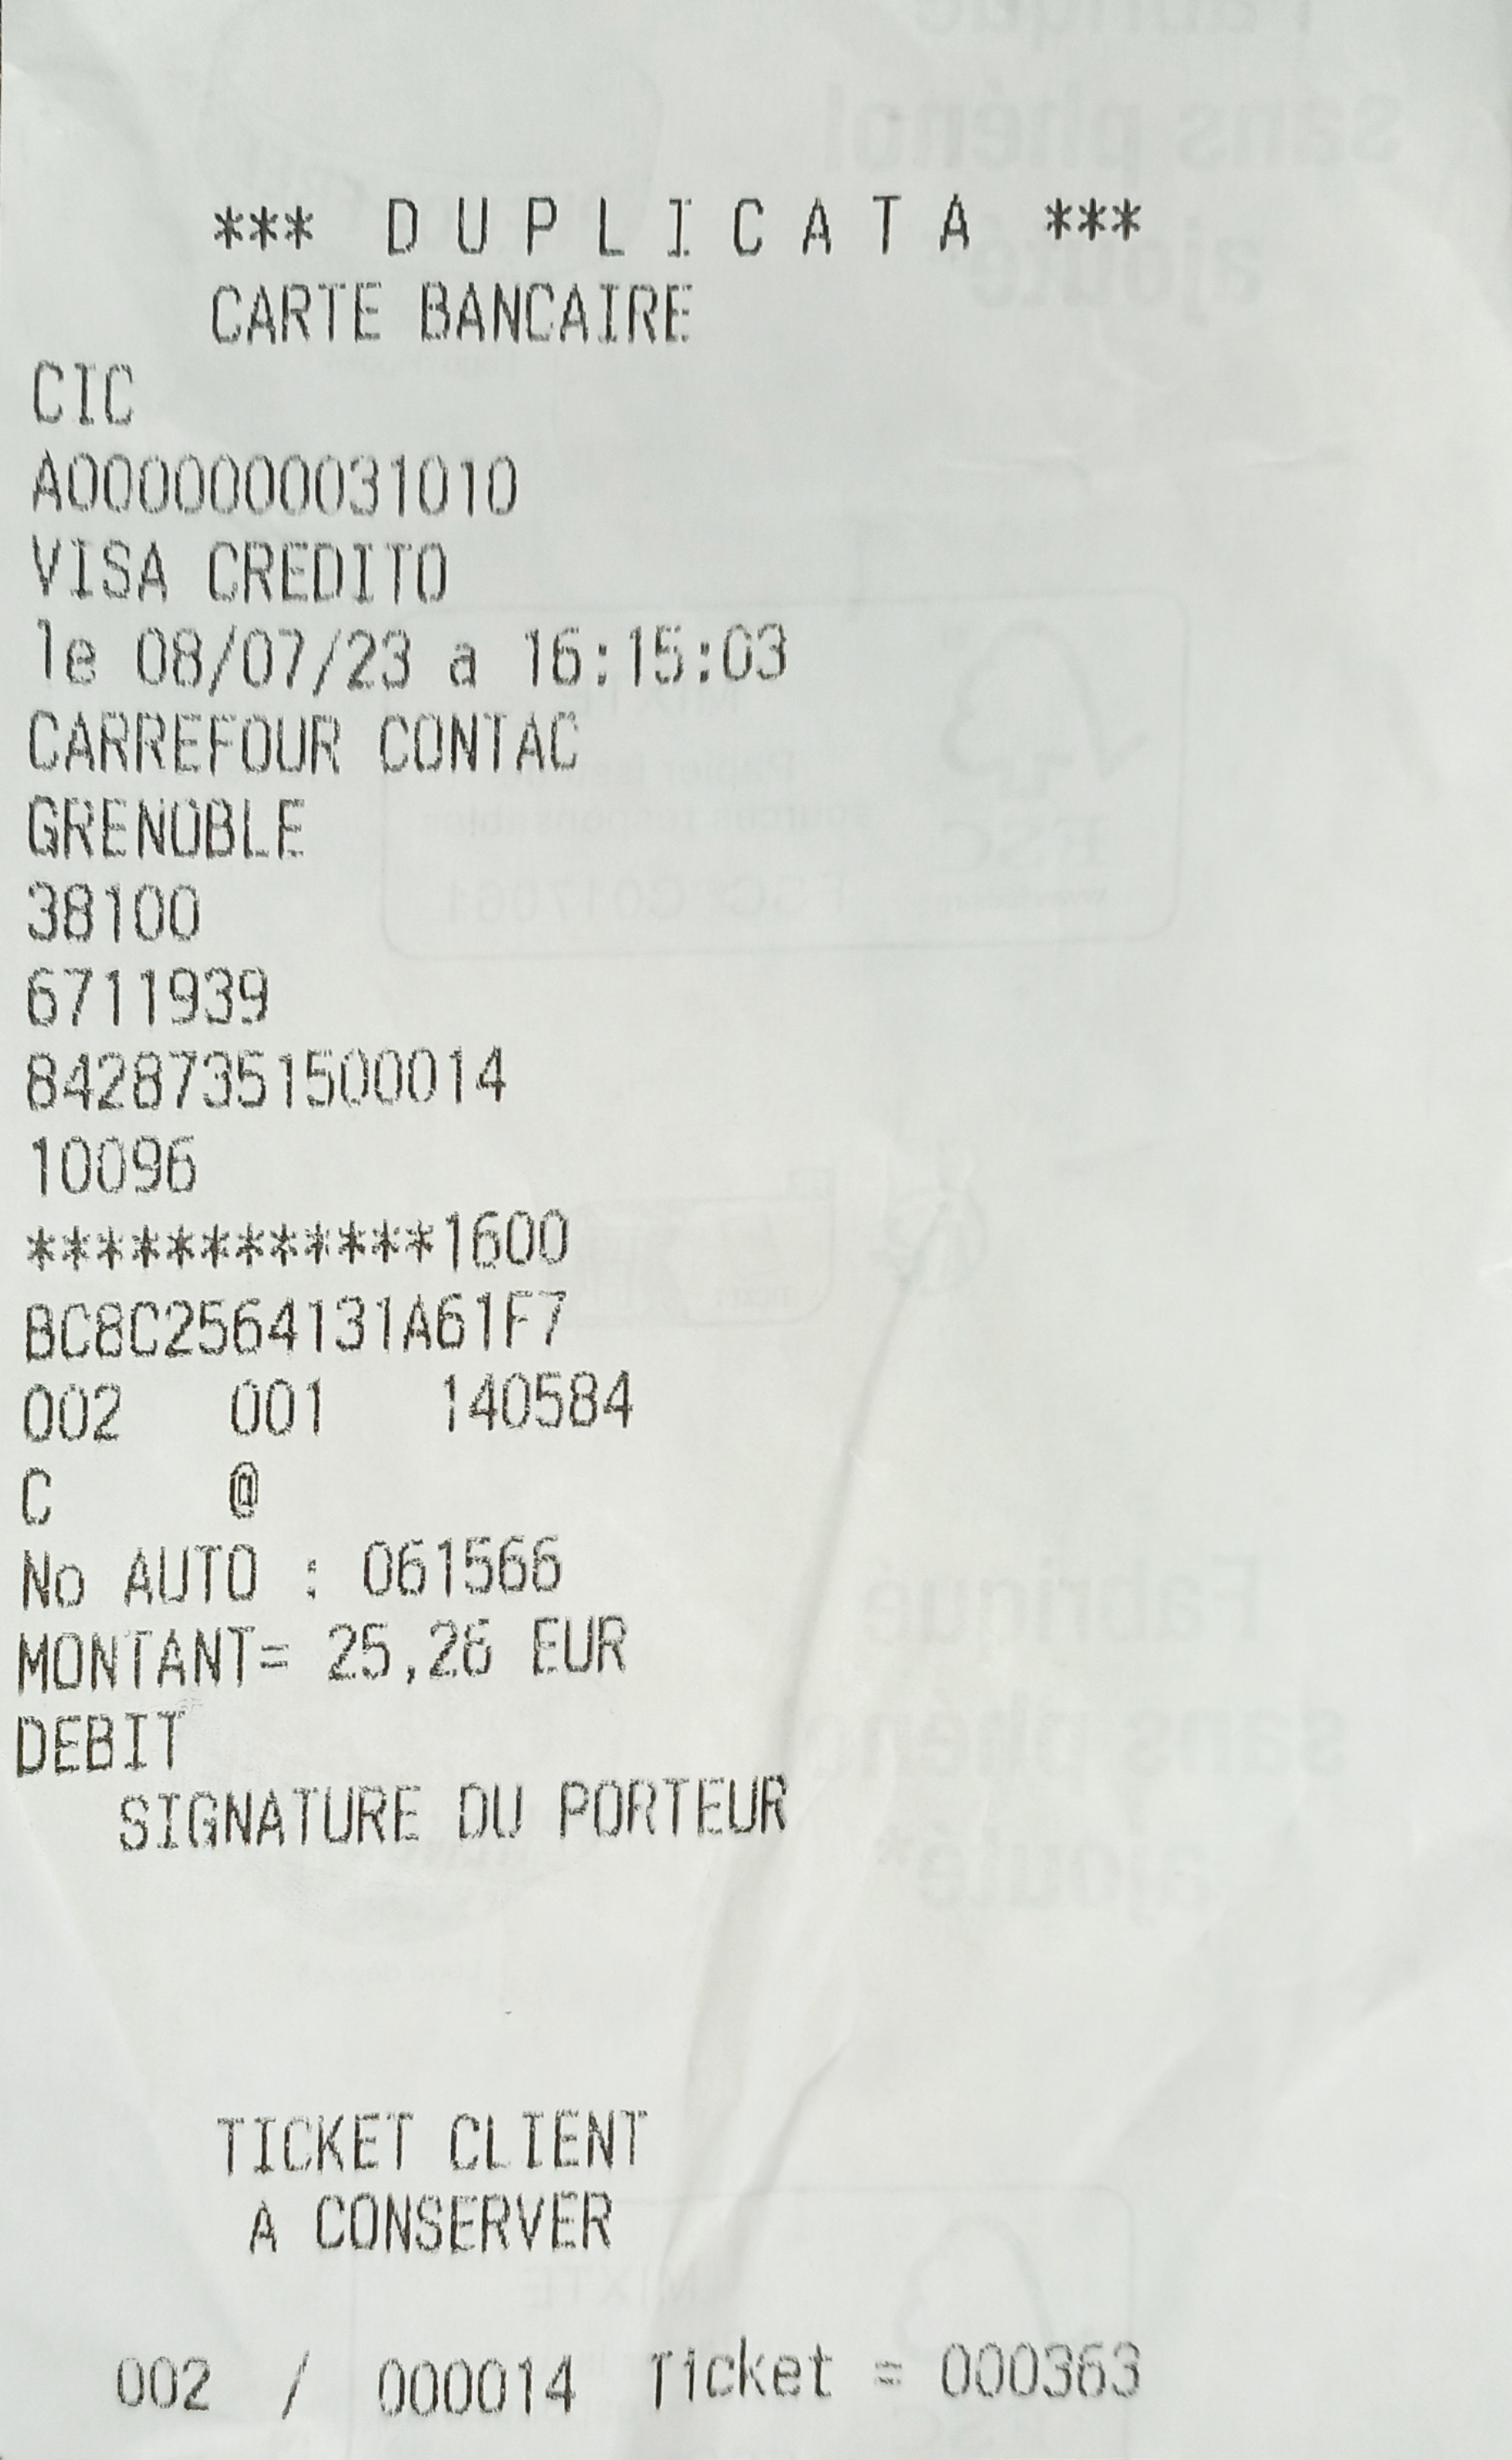 *** D U P L I C A T A ***
CARTE BANCAIRE
CIC
A0000000031010
VISA CREDITO
le 08/07/23 a 16:15:03
CARREFOUR CONTAC
GRENOBLE
38100
6711939
84287351500014
10096
************1600
BC8C2564131A61F7
002 001 140584
C @
No AUTO : 061566
MONTANT= 25,26 EUR
DEBIT
SIGNATURE DU PORTEUR
TICKET CLIENT
A CONSERVER
002 / 000014 Ticket = 000363